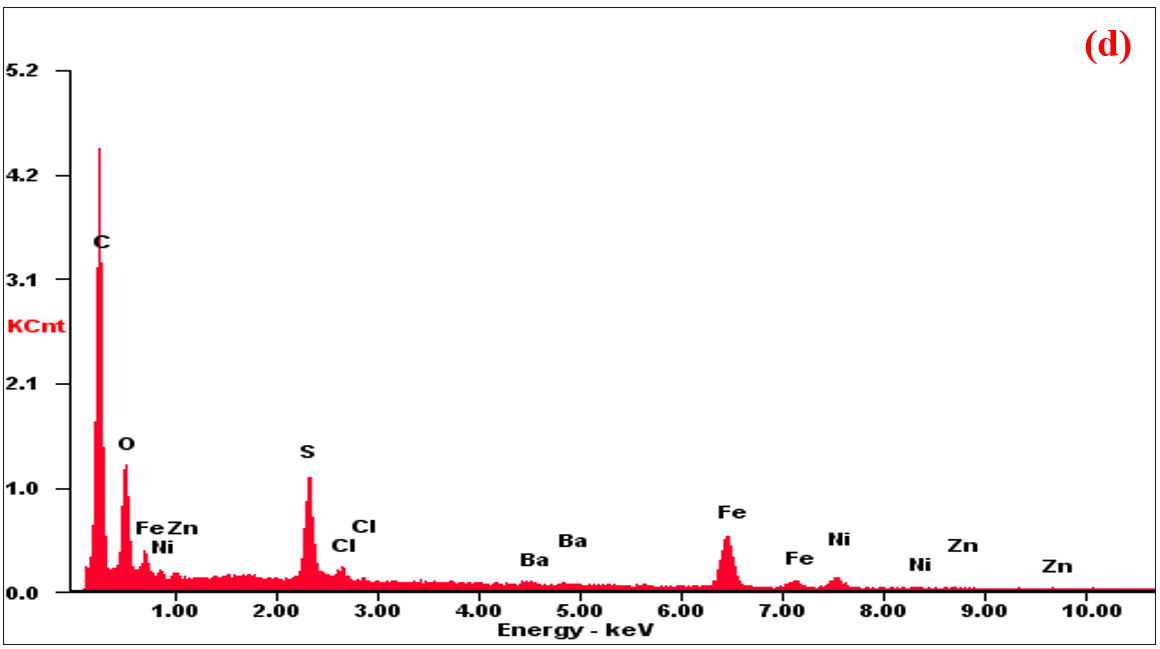 (d)
5.2
4.2
C
3.1
KCnt
2.1
O
S
1.0
Fe Zn
Ni
Cl
Cl
Ba
Ba
Fe
Fe
Ni
Ni
Zn
Zn
0.0
1.00 2.00 3.00 4.00 5.00 6.00 7.00 8.00 9.00 10.00
Energy - keV